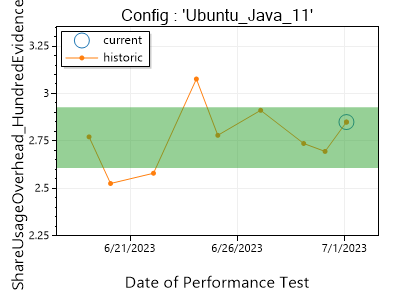 Config : 'Ubuntu_Java_11'
ShareUsageOverhead_HundredEvidence
3.25
3
2.75
2.5
2.25
current
historic
6/21/2023
6/26/2023
7/1/2023
Date of Performance Test